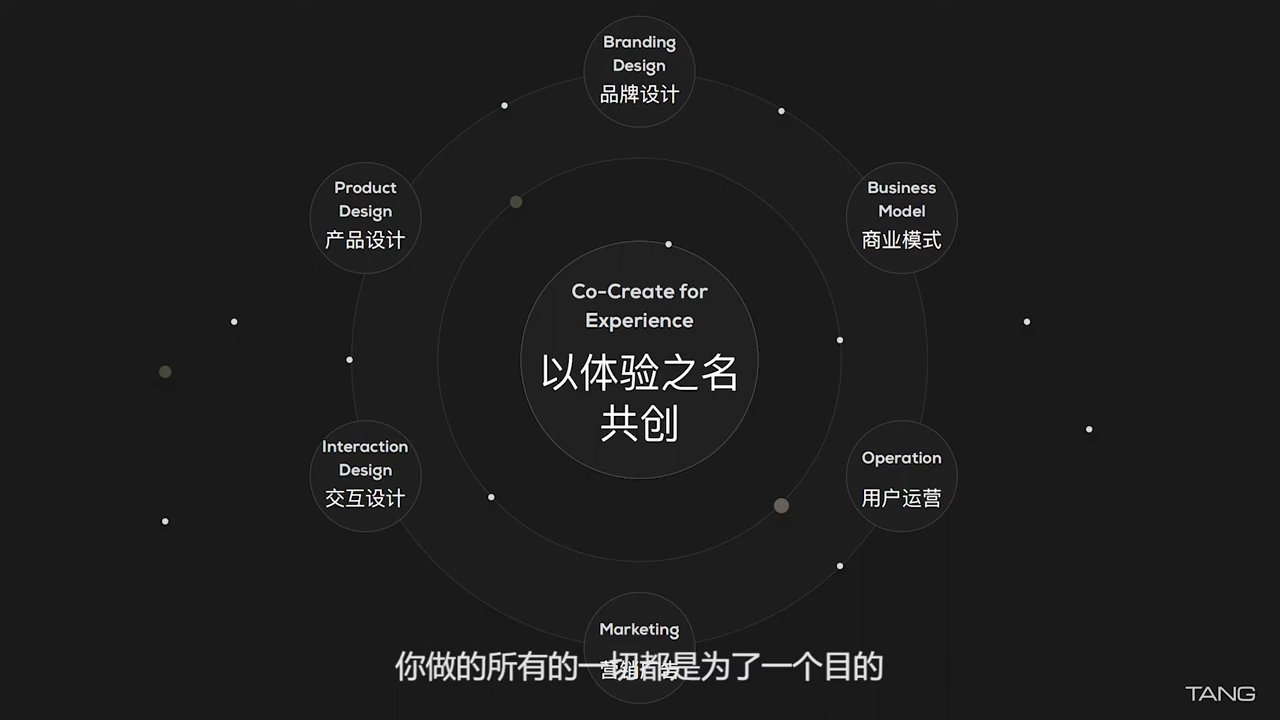 Branding
Design
品牌设计
Product
Design
产品设计
Business
Model
商业模式
Co-Create for
Experience
以体验之名
共创
Interaction
Design
交互设计
Operation
用户运营
Marketing
你做的所有的一切都是为了一个目的
TANG